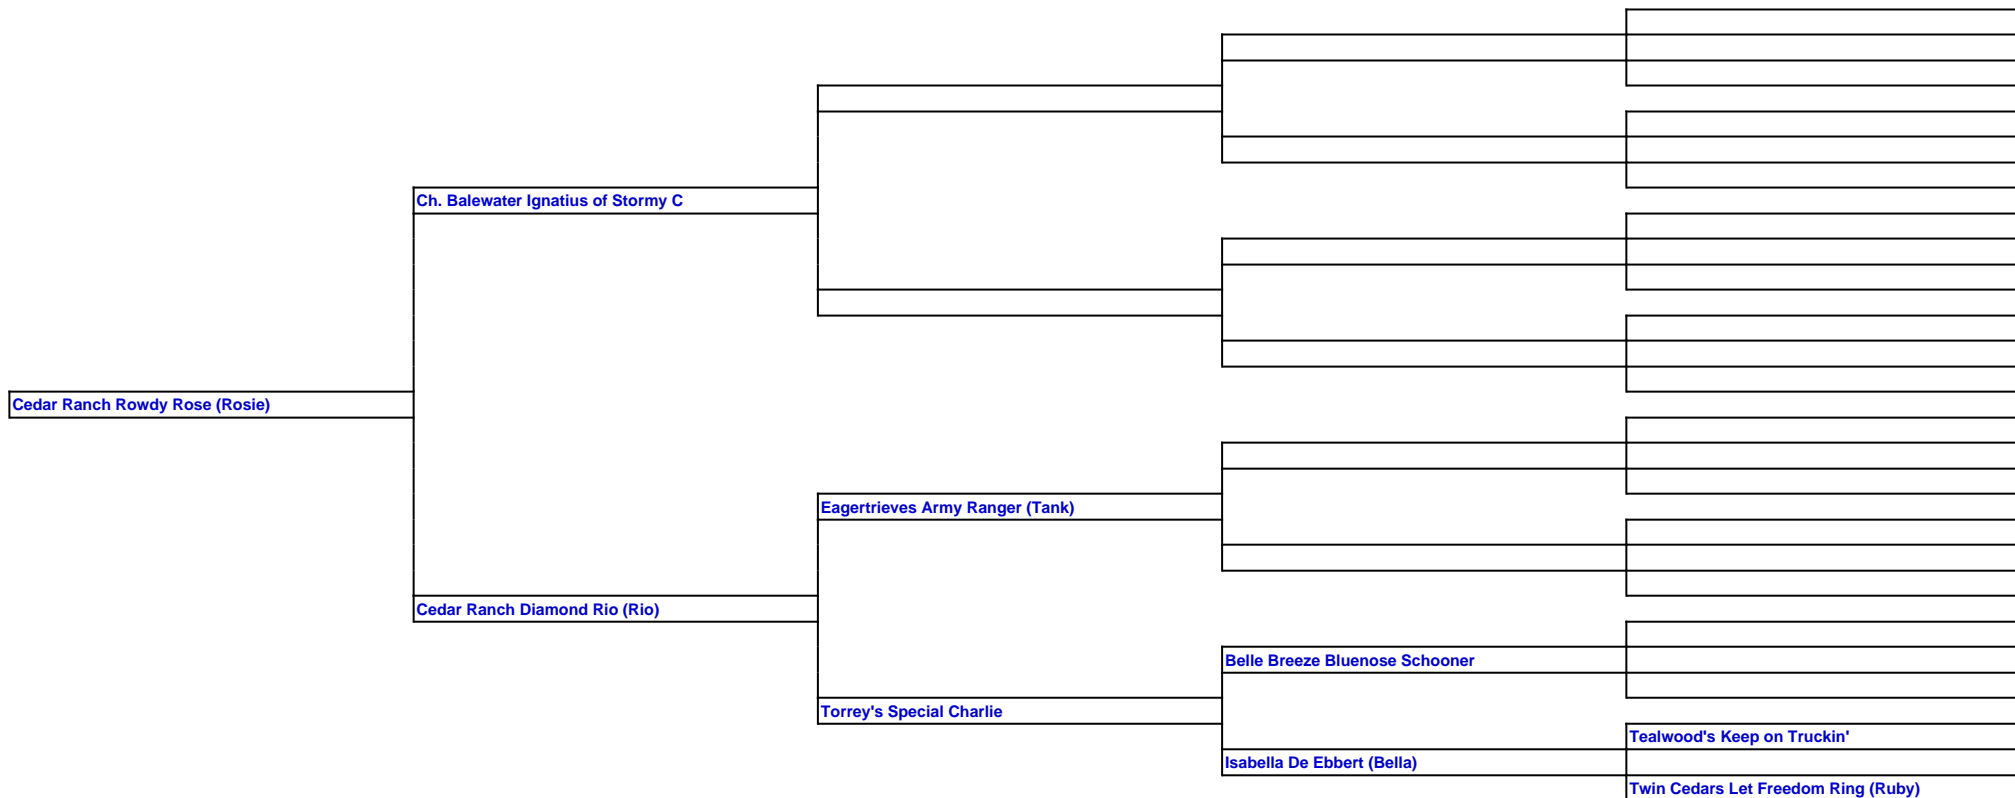 Ch. Balewater Ignatius of Stormy C
Cedar Ranch Rowdy Rose (Rosie)
Eagertrieves Army Ranger (Tank)
Cedar Ranch Diamond Rio (Rio)
Belle Breeze Bluenose Schooner
Torrey's Special Charlie
Tealwood's Keep on Truckin'
Isabella De Ebbert (Bella)
Twin Cedars Let Freedom Ring (Ruby)